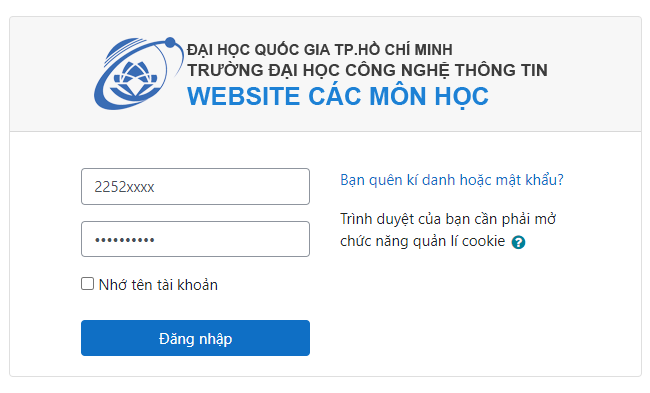 ĐẠI HỌC QUỐC GIA TP.HỒ CHÍ MINH
TRƯỜNG ĐẠI HỌC CÔNG NGHỆ THÔNG TIN
WEBSITE CÁC MÔN HỌC
2252xxxx
••••••••••
Nhớ tên tài khoản
Đăng nhập
Bạn quên kí danh hoặc mật khẩu?
Trình duyệt của bạn cần phải mở
chức năng quản lí cookie ?